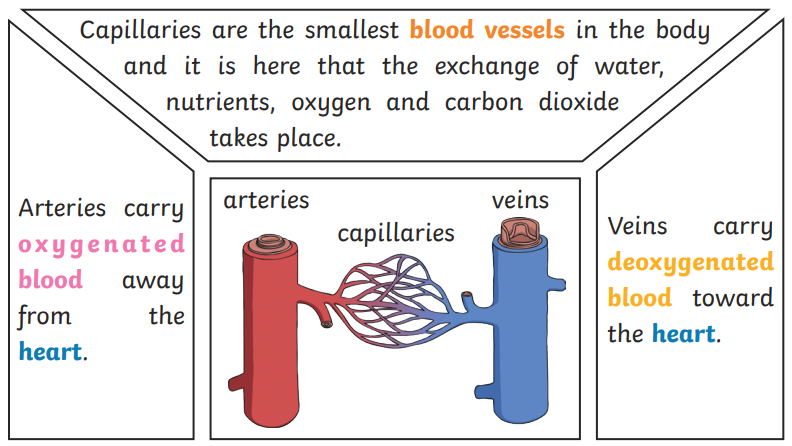 Capillaries are the smallest blood vessels in the body
and it is here that the exchange of water,
nutrients, oxygen and carbon dioxide
takes place.
Arteries carry
oxygenated
blood away
from the
heart.
arteries
veins
capillaries
Veins carry
deoxygenated
blood toward
the heart.